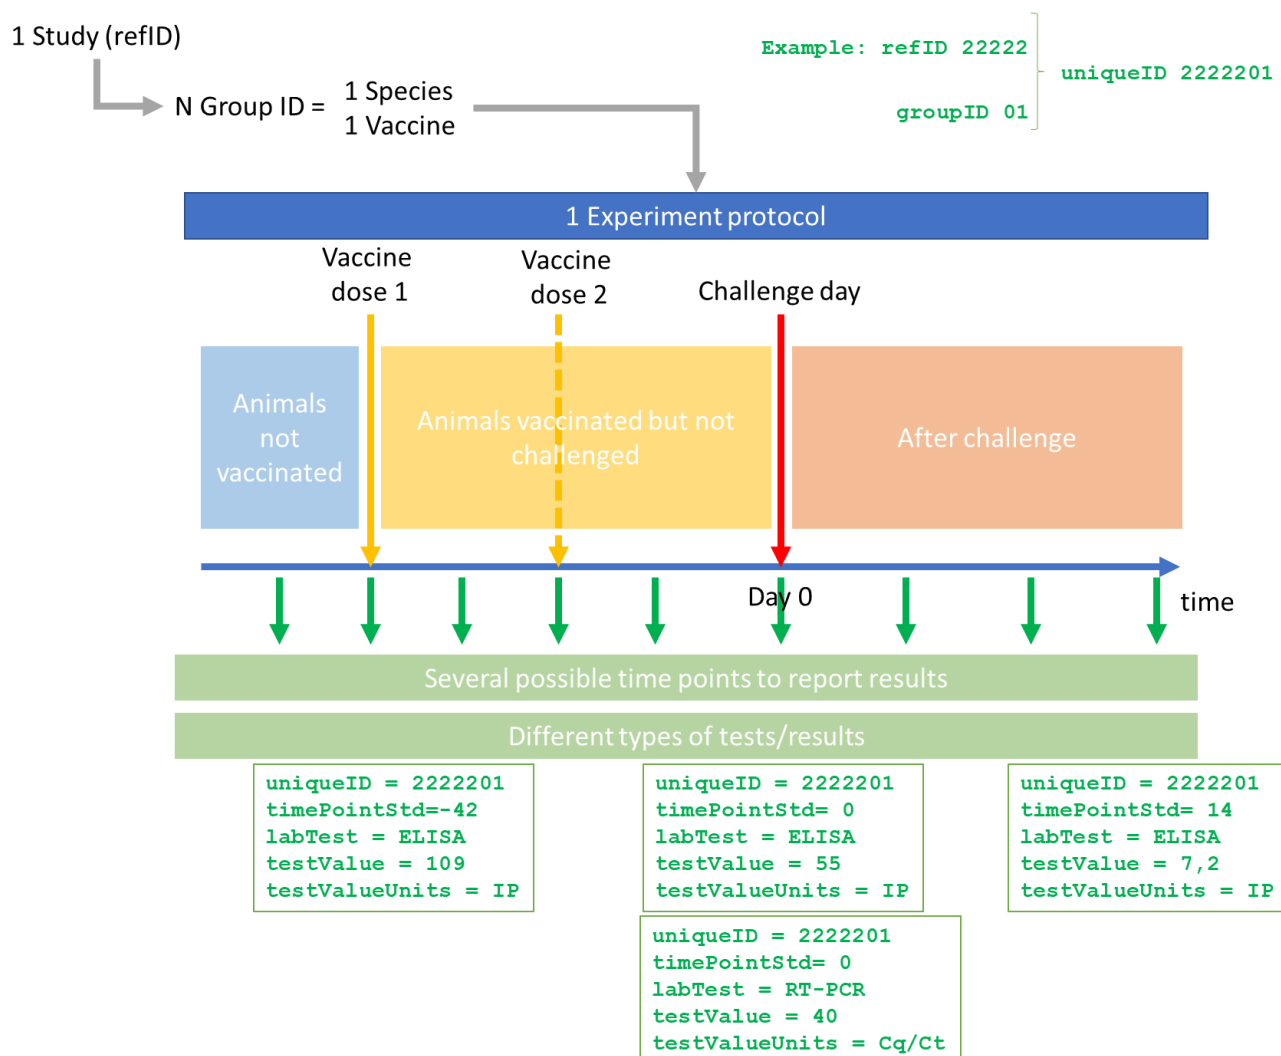 1 Study (refID)
Example: refID 22222
uniqueID 2222201
groupID 01
N Group ID =
1 Species
1 Vaccine
1 Experiment protocol
Vaccine
dose 1
Vaccine
dose 2
Challenge day
Animals
not
vaccinated
Animals vaccinated but not
challenged
After challenge
Day 0
time
Several possible time points to report results
Different types of tests/results
uniqueID = 2222201
timePointStd=-42
labTest = ELISA
testValue = 109
testValueUnits = IP
uniqueID = 2222201
timePointStd= 0
labTest = ELISA
testValue = 55
testValueUnits = IP
uniqueID = 2222201
timePointStd= 14
labTest = ELISA
testValue = 7,2
testValueUnits = IP
uniqueID = 2222201
timePointStd= 0
labTest = RT-PCR
testValue = 40
testValueUnits = Cq/Ct